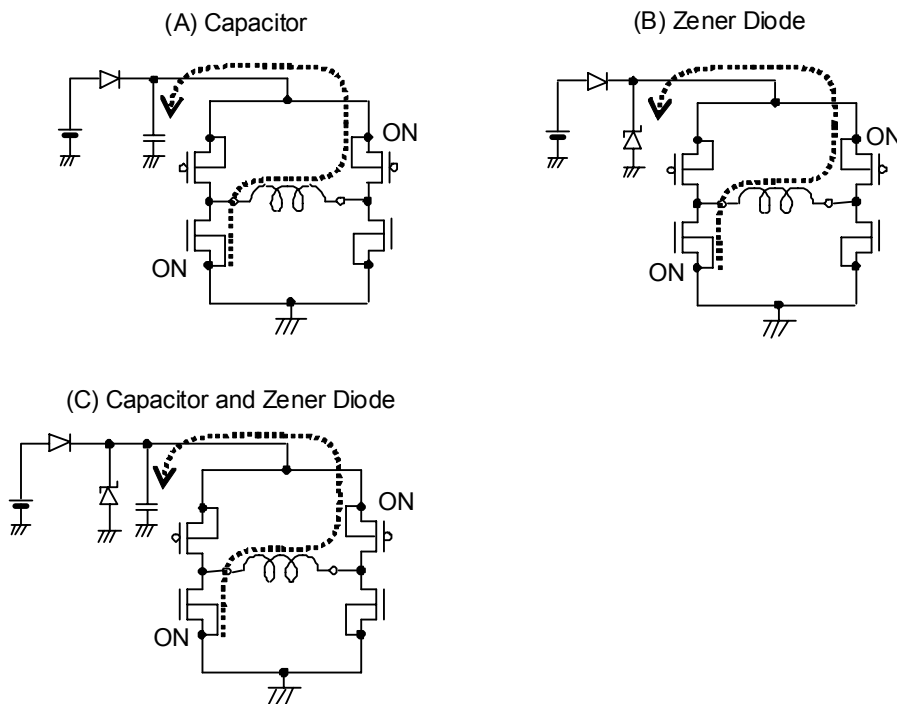 (A) Capacitor
(B) Zener Diode
ON
ON
ON
ON
(C) Capacitor and Zener Diode
ON
ON